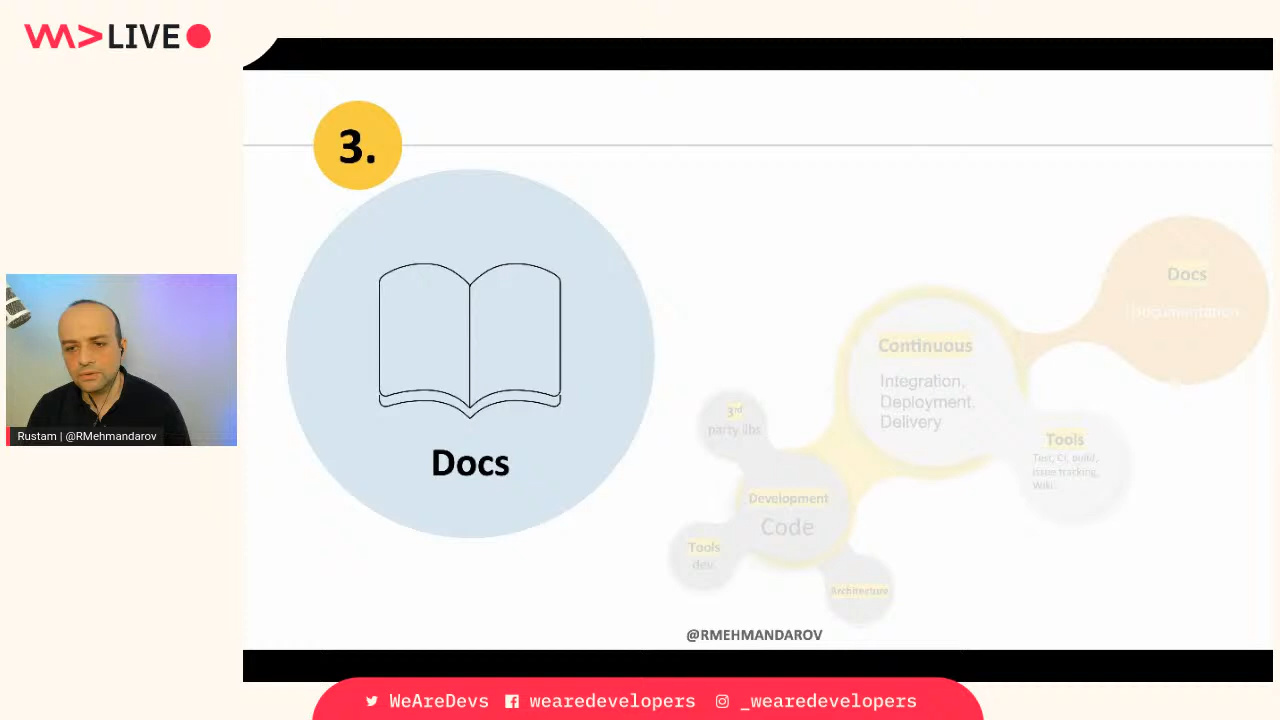 LIVE
3.
Docs
Docs
Documentation
Continuous
Integration,
Deployment,
Delivery
3rd
party libs
Tools
Test, CI, build,
issue tracking,
Wiki..
Development
Code
Tools
dev.
Architecture
Rustam | @RMehmandarov
@RMEHMANDAROV
WeAreDevs wearedevelopers _wearedevelopers